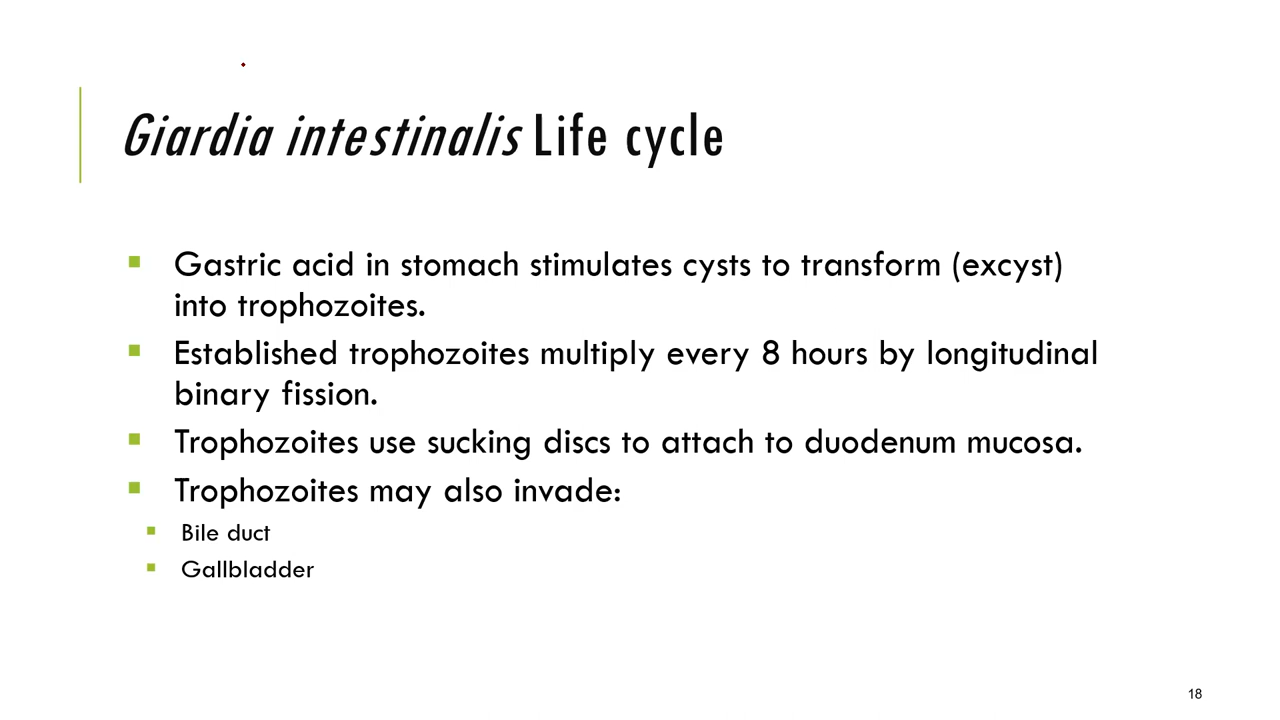 Giardia intestinalis Life cycle
▪ Gastric acid in stomach stimulates cysts to transform (excyst)
into trophozoites.
▪ Established trophozoites multiply every 8 hours by longitudinal
binary fission.
▪ Trophozoites use sucking discs to attach to duodenum mucosa.
▪ Trophozoites may also invade:
▪ Bile duct
▪ Gallbladder
18